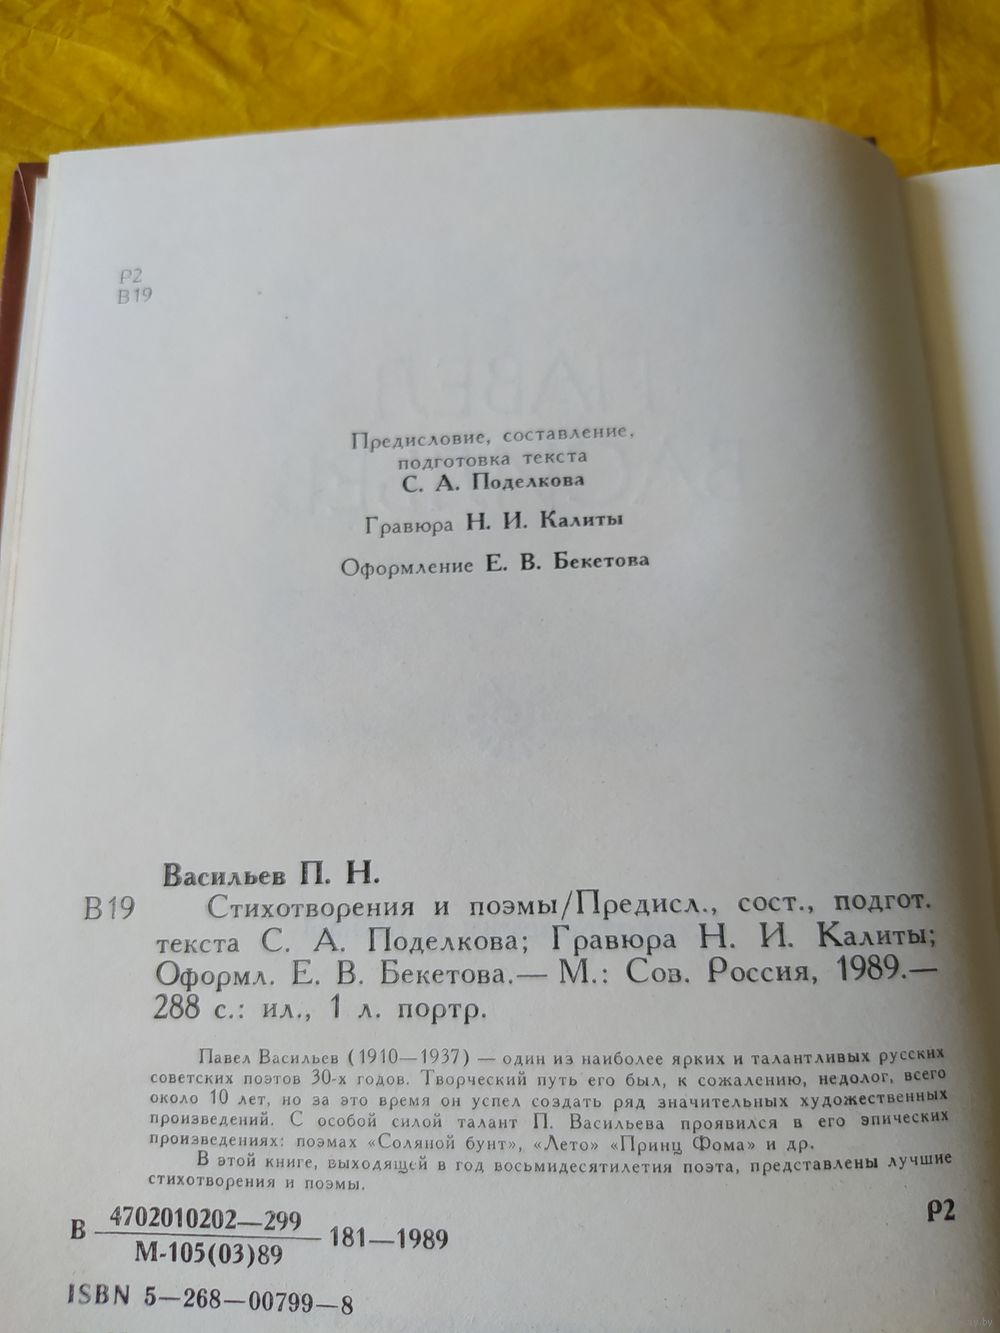 Р2
В19
Предисловие, составление,
подготовка текста
С. А. Поделкова
Гравюра Н. И. Калиты
Оформление Е. В. Бекетова
Васильев П. Н.
В19 Стихотворения и поэмы/Предисл., сост., подгот.
текста С. А. Поделкова; Гравюра Н. И. Калиты;
Оформл. Е. В. Бекетова.— М.: Сов. Россия, 1989.—
288 с.: ил., 1 л. портр.
Павел Васильев (1910—1937) — один из наиболее ярких и талантливых русских
советских поэтов 30-х годов. Творческий путь его был, к сожалению, недолог, всего
около 10 лет, но за это время он успел создать ряд значительных художественных
произведений. С особой силой талант П. Васильева проявился в его эпических
произведениях: поэмах «Соляной бунт», «Лето» «Принц Фома» и др.
В этой книге, выходящей в год восьмидесятилетия поэта, представлены лучшие
стихотворения и поэмы.
В 4702010202—299
М-105(03)89 181—1989
Р2
ISBN 5—268—00799—8